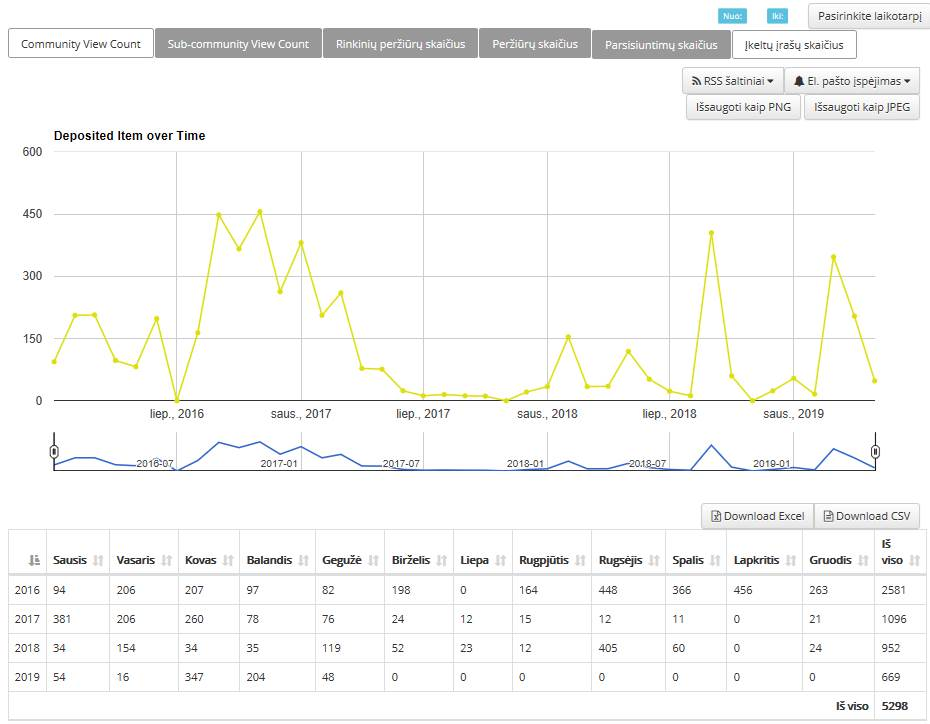 Nuo: Iki: Pasirinkite laikotarpį
Community View Count Sub-community View Count Rinkinių peržiūrų skaičius Peržiūrų skaičius Parsisiuntimų skaičius Įkeltų įrašų skaičius
RSS šaltiniai El. pašto įspėjimas
Išsaugoti kaip PNG Išsaugoti kaip JPEG
Deposited Item over Time
600
450
300
150
0
liep., 2016 saus., 2017 liep., 2017 saus., 2018 liep., 2018 saus., 2019
2016-07 2017-01 2017-07 2018-01 2018-07 2019-01
Download Excel Download CSV
Sausis Vasaris Kovas Balandis Gegužė Birželis Liepa Rugpjūtis Rugsėjis Spalis Lapkritis Gruodis Iš viso
2016 94 206 207 97 82 198 0 164 448 366 456 263 2581
2017 381 206 260 78 76 24 12 15 12 11 0 21 1096
2018 34 154 34 35 119 52 23 12 405 60 0 24 952
2019 54 16 347 204 48 0 0 0 0 0 0 0 669
Iš viso 5298